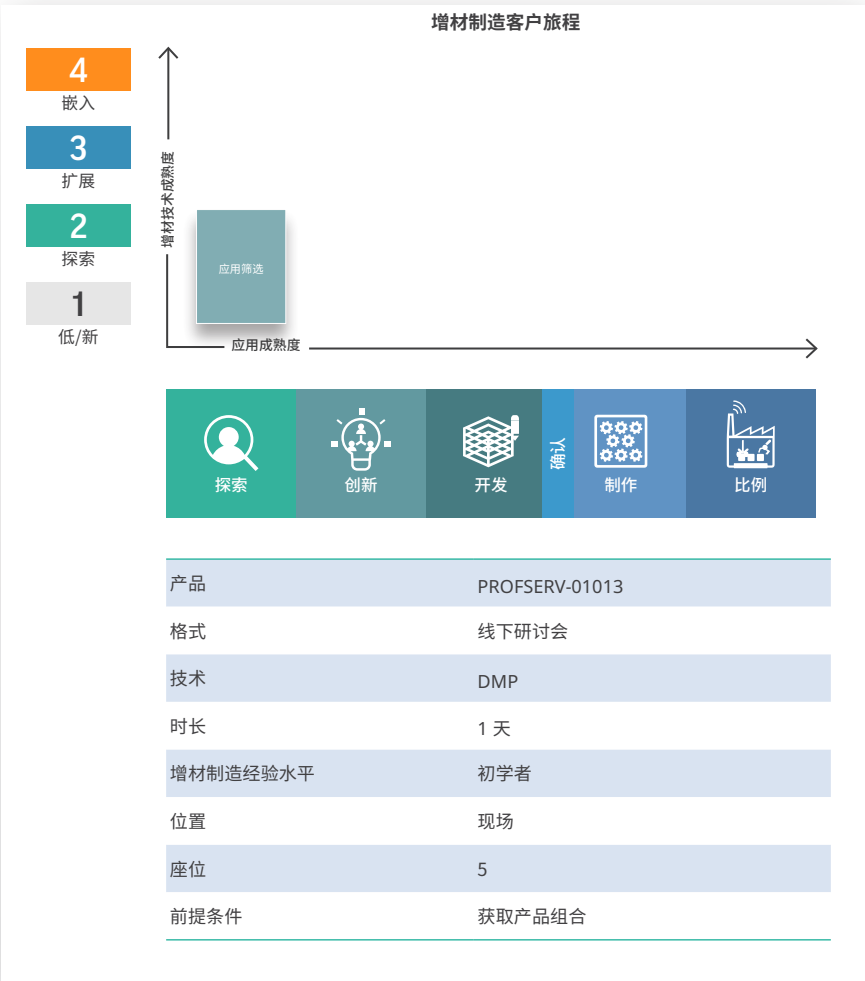 增材制造客户旅程
4
嵌入
3
扩展
2
探索
1
低/新
增材技术成熟度
应用筛选
应用成熟度
探索
创新
开发
确认
制作
比例
产品 PROFSERV-01013
格式 线下研讨会
技术 DMP
时长 1 天
增材制造经验水平 初学者
位置 现场
座位 5
前提条件 获取产品组合